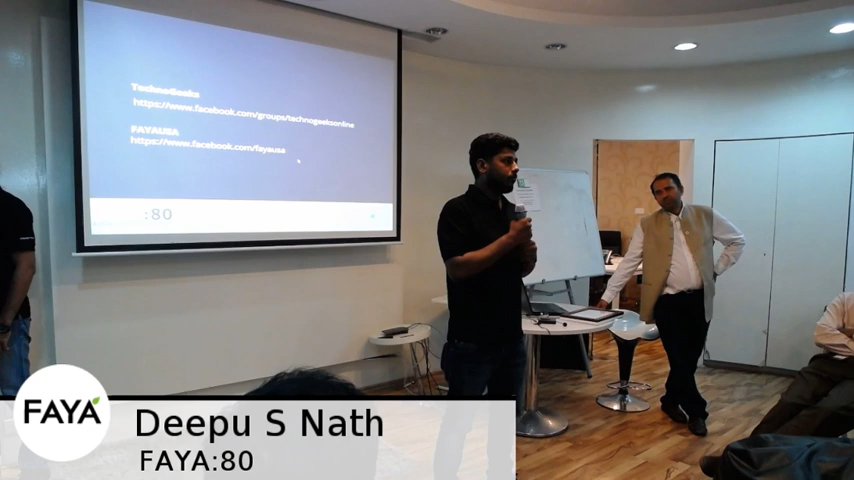 TechnoGeeks
https://www.facebook.com/groups/technogeeksonline
FAYAUSA
https://www.facebook.com/fayausa
:80
FAYA
Deepu S Nath
FAYA:80